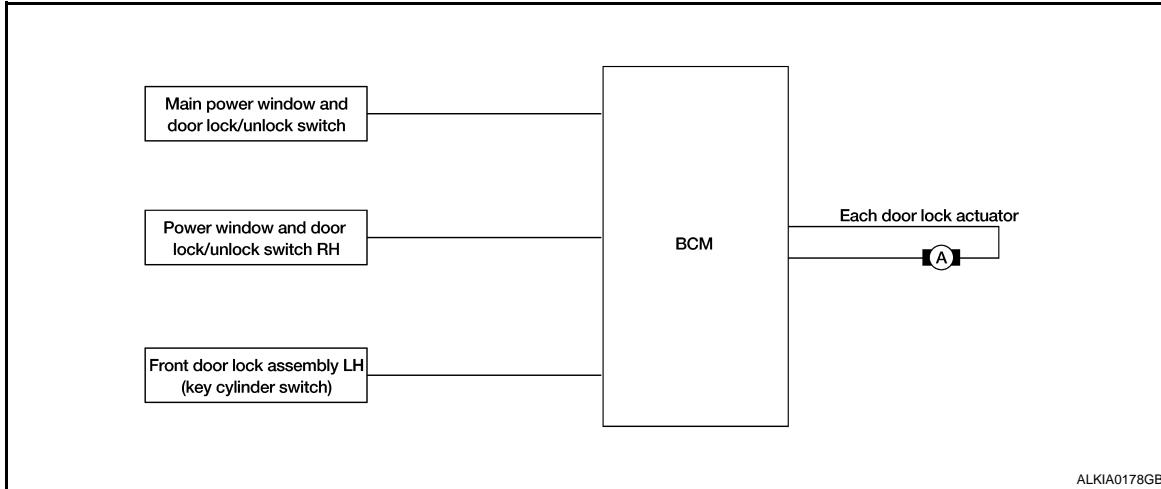 Main power window and
door lock/unlock switch
Power window and door
lock/unlock switch RH
Front door lock assembly LH
(key cylinder switch)
BCM
Each door lock actuator
A
ALKIA0178GB